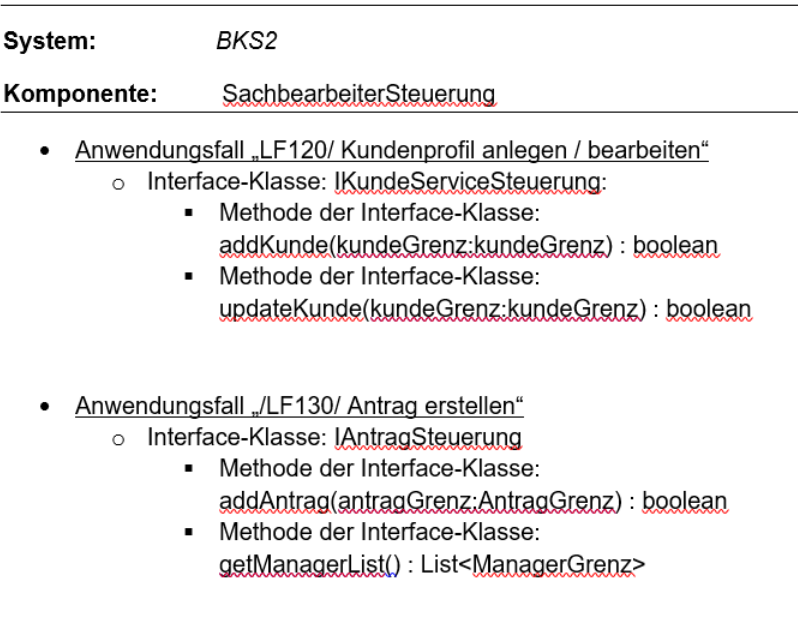 System: BKS2
Komponente: SachbearbeiterSteuerung
• Anwendungsfall „LF120/ Kundenprofil anlegen / bearbeiten“
o Interface-Klasse: IKundeServiceSteuerung:
▪ Methode der Interface-Klasse:
addKunde(kundeGrenz:kundeGrenz) : boolean
▪ Methode der Interface-Klasse:
updateKunde(kundeGrenz:kundeGrenz) : boolean
• Anwendungsfall „/LF130/ Antrag erstellen“
o Interface-Klasse: IAntragSteuerung
▪ Methode der Interface-Klasse:
addAntrag(antragGrenz:AntragGrenz) : boolean
▪ Methode der Interface-Klasse:
getManagerList() : List<ManagerGrenz>